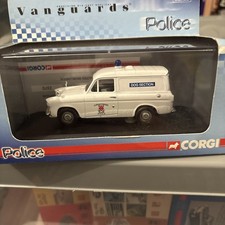 Vanguards
Police
DOG SECTION
Police
CORGI